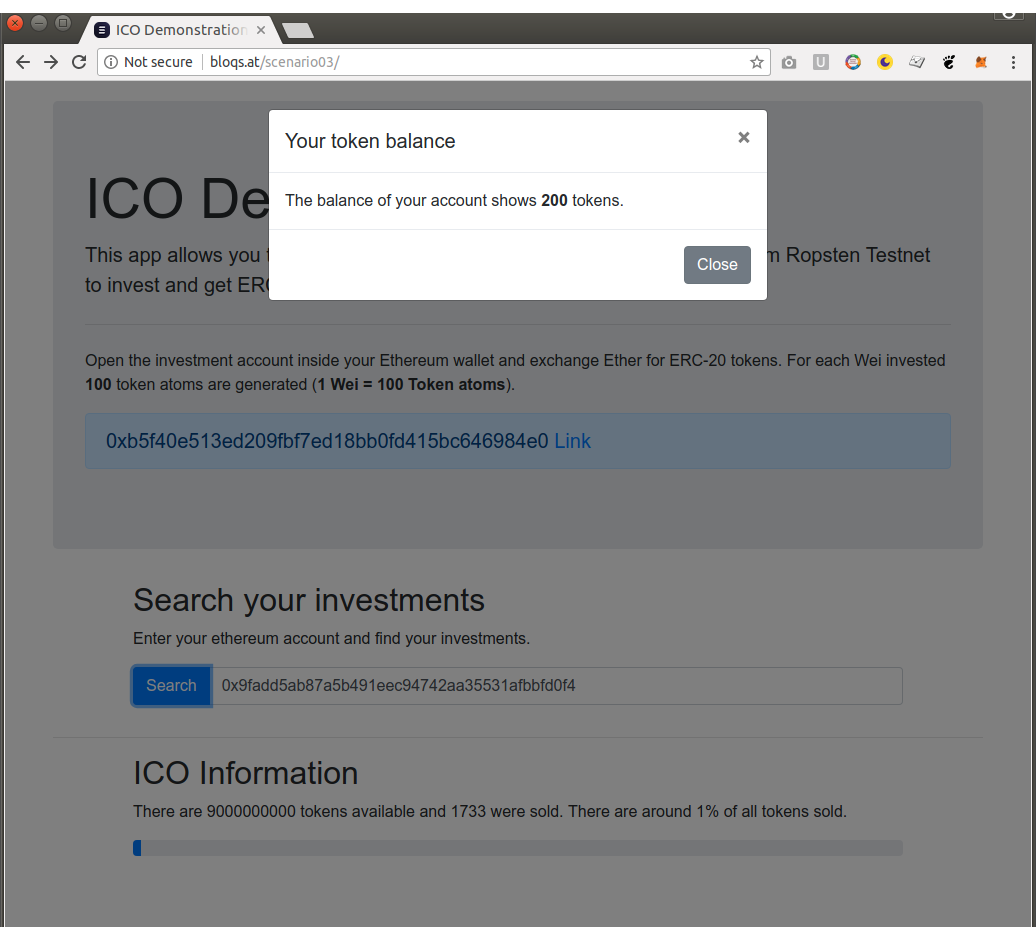 ICO Demonstration
Not secure | bloqs.at/scenario03/
U
Your token balance
×
The balance of your account shows 200 tokens.
Close
ICO De
This app allows you m Ropsten Testnet
to invest and get ER
Open the investment account inside your Ethereum wallet and exchange Ether for ERC-20 tokens. For each Wei invested
100 token atoms are generated (1 Wei = 100 Token atoms).
0xb5f40e513ed209fbf7ed18bb0fd415bc646984e0 Link
Search your investments
Enter your ethereum account and find your investments.
Search 0x9fadd5ab87a5b491eec94742aa35531afbbfd0f4
ICO Information
There are 9000000000 tokens available and 1733 were sold. There are around 1% of all tokens sold.